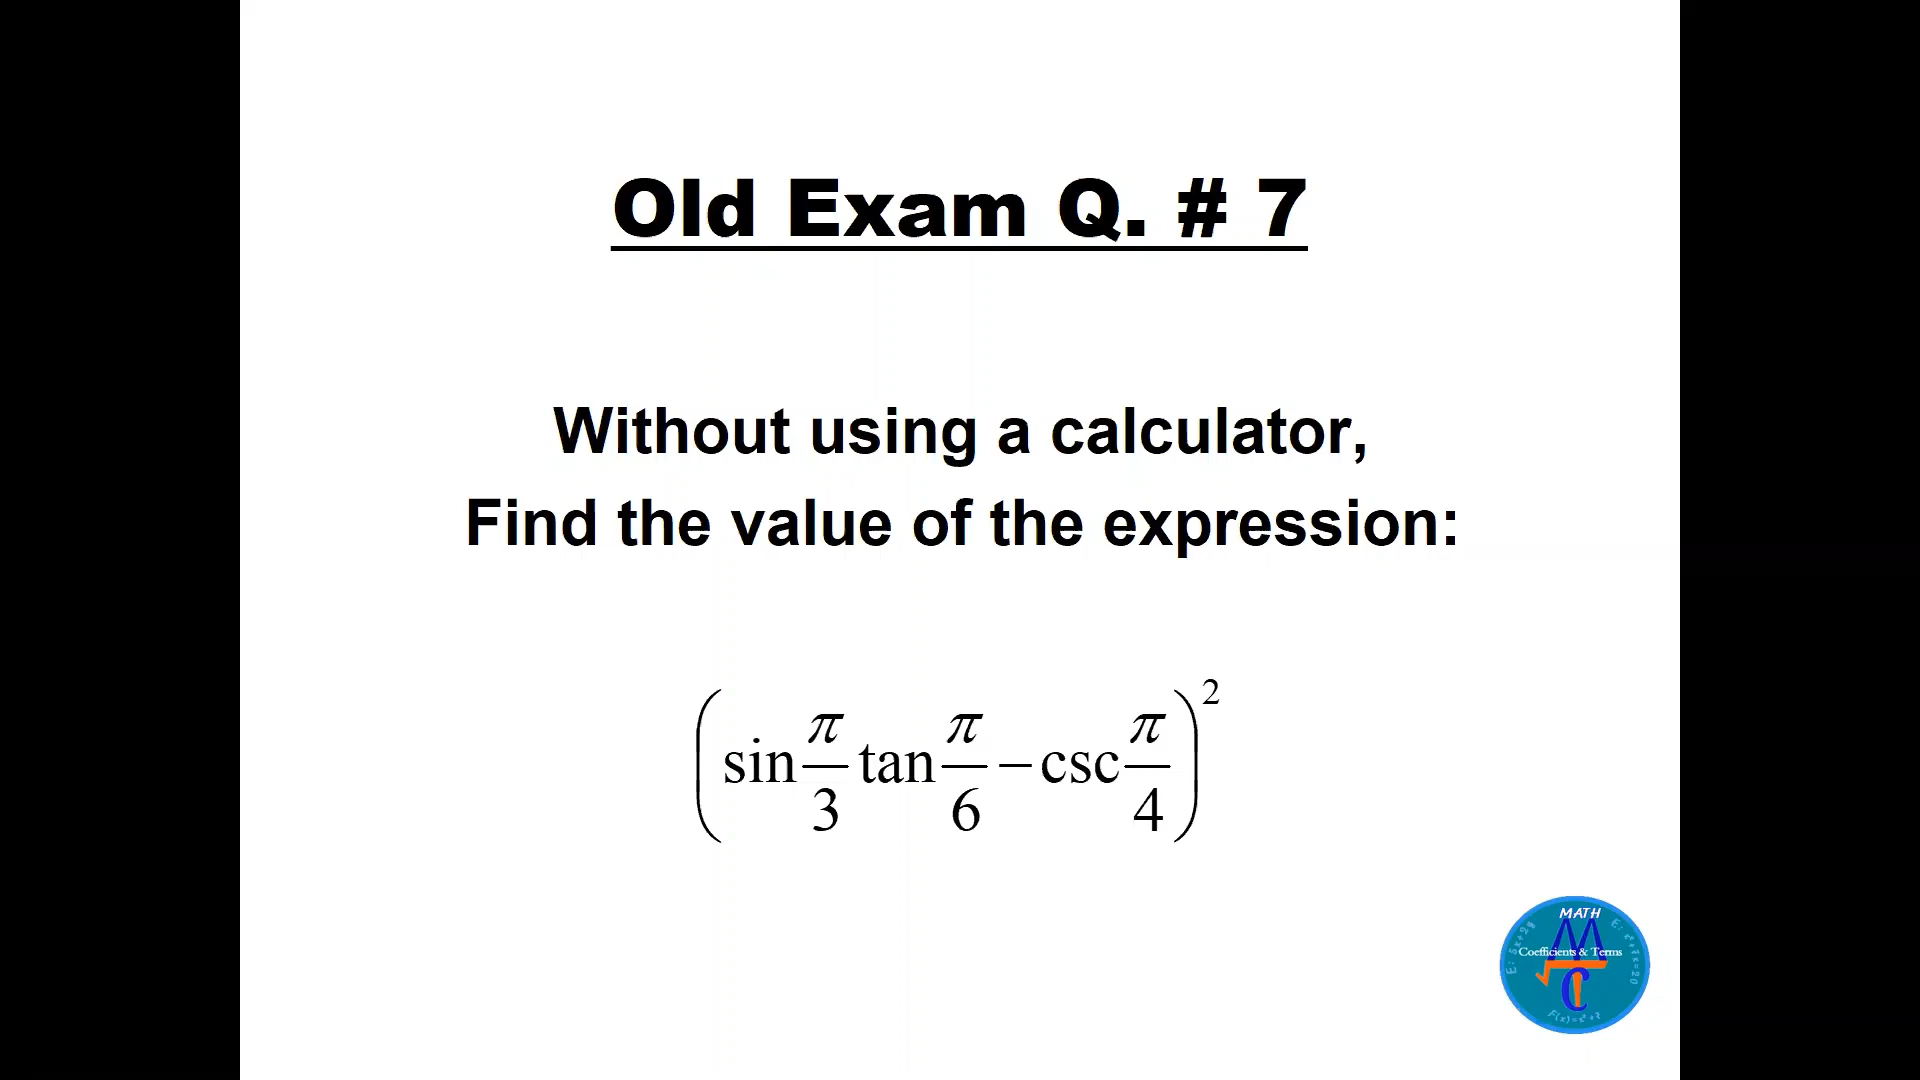 Old Exam Q. # 7
Without using a calculator,
Find the value of the expression:
(sin π/3 tan π/6 − csc π/4)²
MATH
Coefficients & Terms